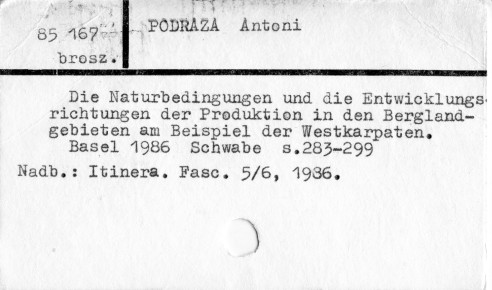 85 167
brosz.
PODRAZA Antoni
Die Naturbedingungen und die Entwicklungs-
richtungen der Produktion in den Bergland-
gebieten am Beispiel der Westkarpaten.
Basel 1986 Schwabe s.283-299
Nadb.: Itinera. Fasc. 5/6, 1986.